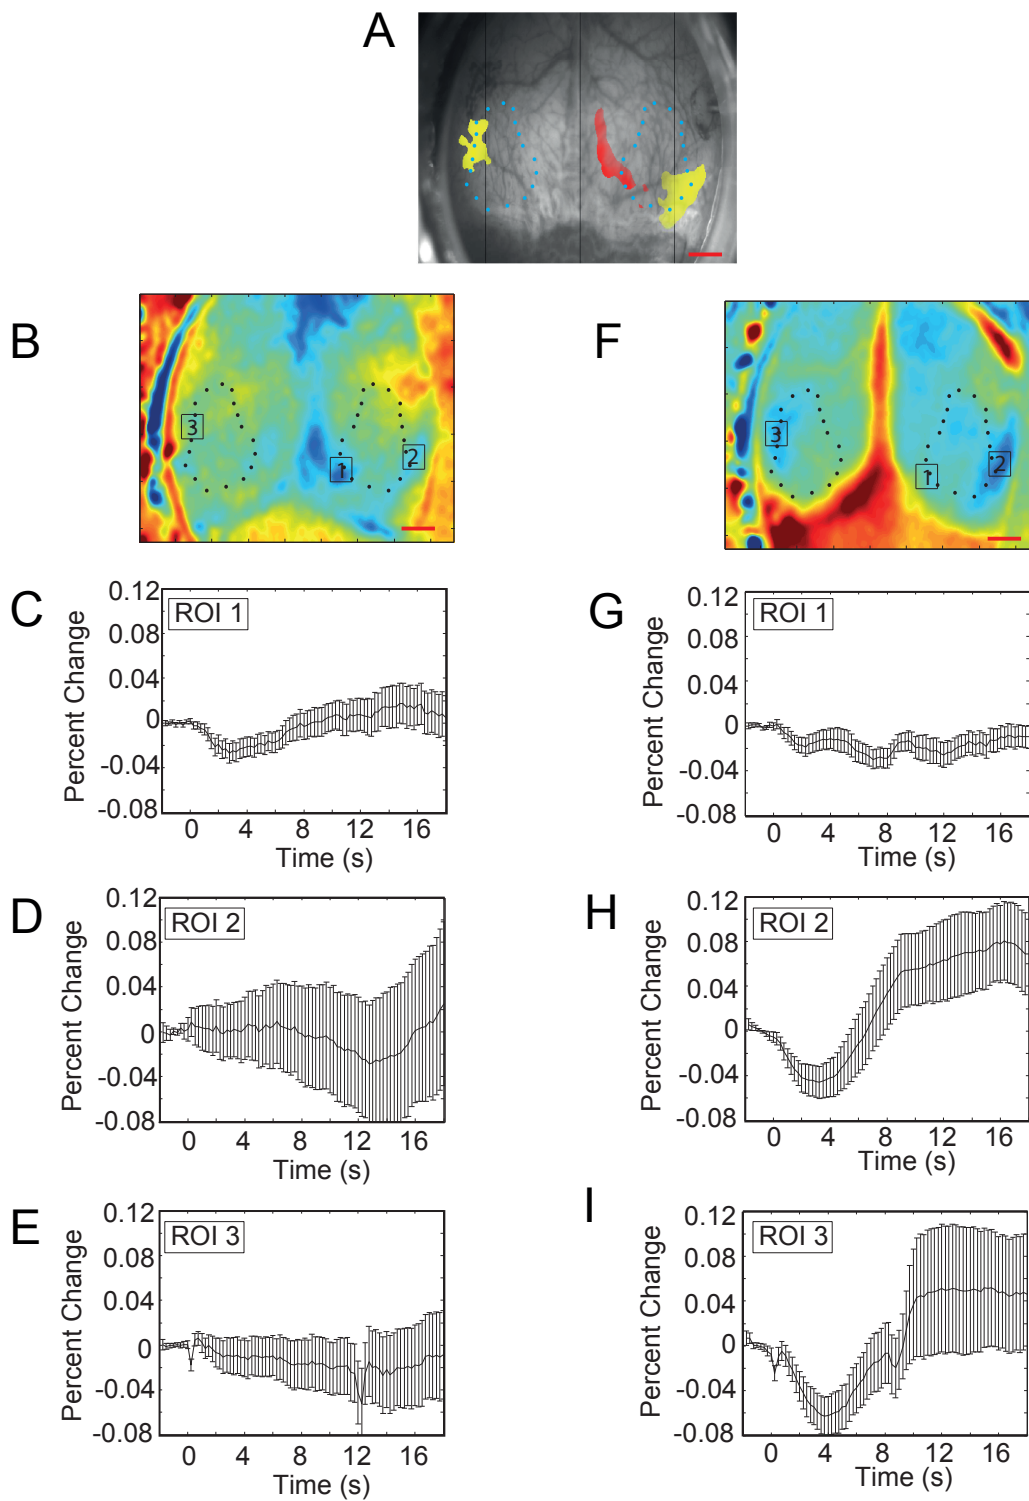 A
B
3
1
2
F
3
1
2
C
0.12
0.08
0.04
0
-0.04
-0.08
Percent Change
ROI 1
0 4 8 12 16
Time (s)
G
0.12
0.08
0.04
0
-0.04
-0.08
Percent Change
ROI 1
0 4 8 12 16
Time (s)
D
0.12
0.08
0.04
0
-0.04
-0.08
Percent Change
ROI 2
0 4 8 12 16
Time (s)
H
0.12
0.08
0.04
0
-0.04
-0.08
Percent Change
ROI 2
0 4 8 12 16
Time (s)
E
0.12
0.08
0.04
0
-0.04
-0.08
Percent Change
ROI 3
0 4 8 12 16
Time (s)
I
0.12
0.08
0.04
0
-0.04
-0.08
Percent Change
ROI 3
0 4 8 12 16
Time (s)